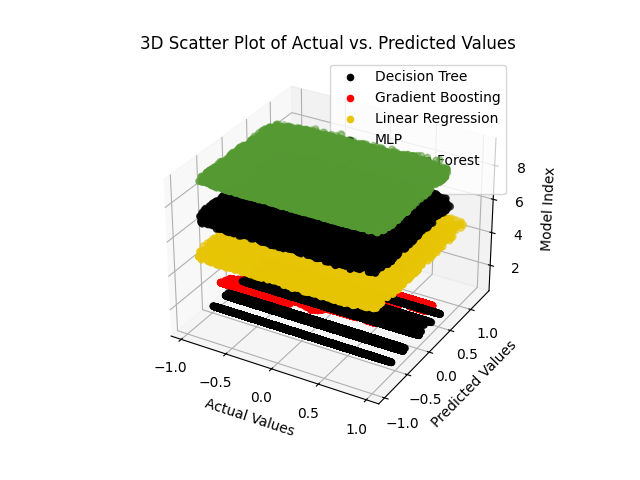 3D Scatter Plot of Actual vs. Predicted Values
Decision Tree
Gradient Boosting
Linear Regression
MLP
Forest
8
6
4
2
Model Index
1.0
0.5
0.0
−0.5
−1.0
Predicted Values
−1.0
−0.5
0.0
0.5
1.0
Actual Values